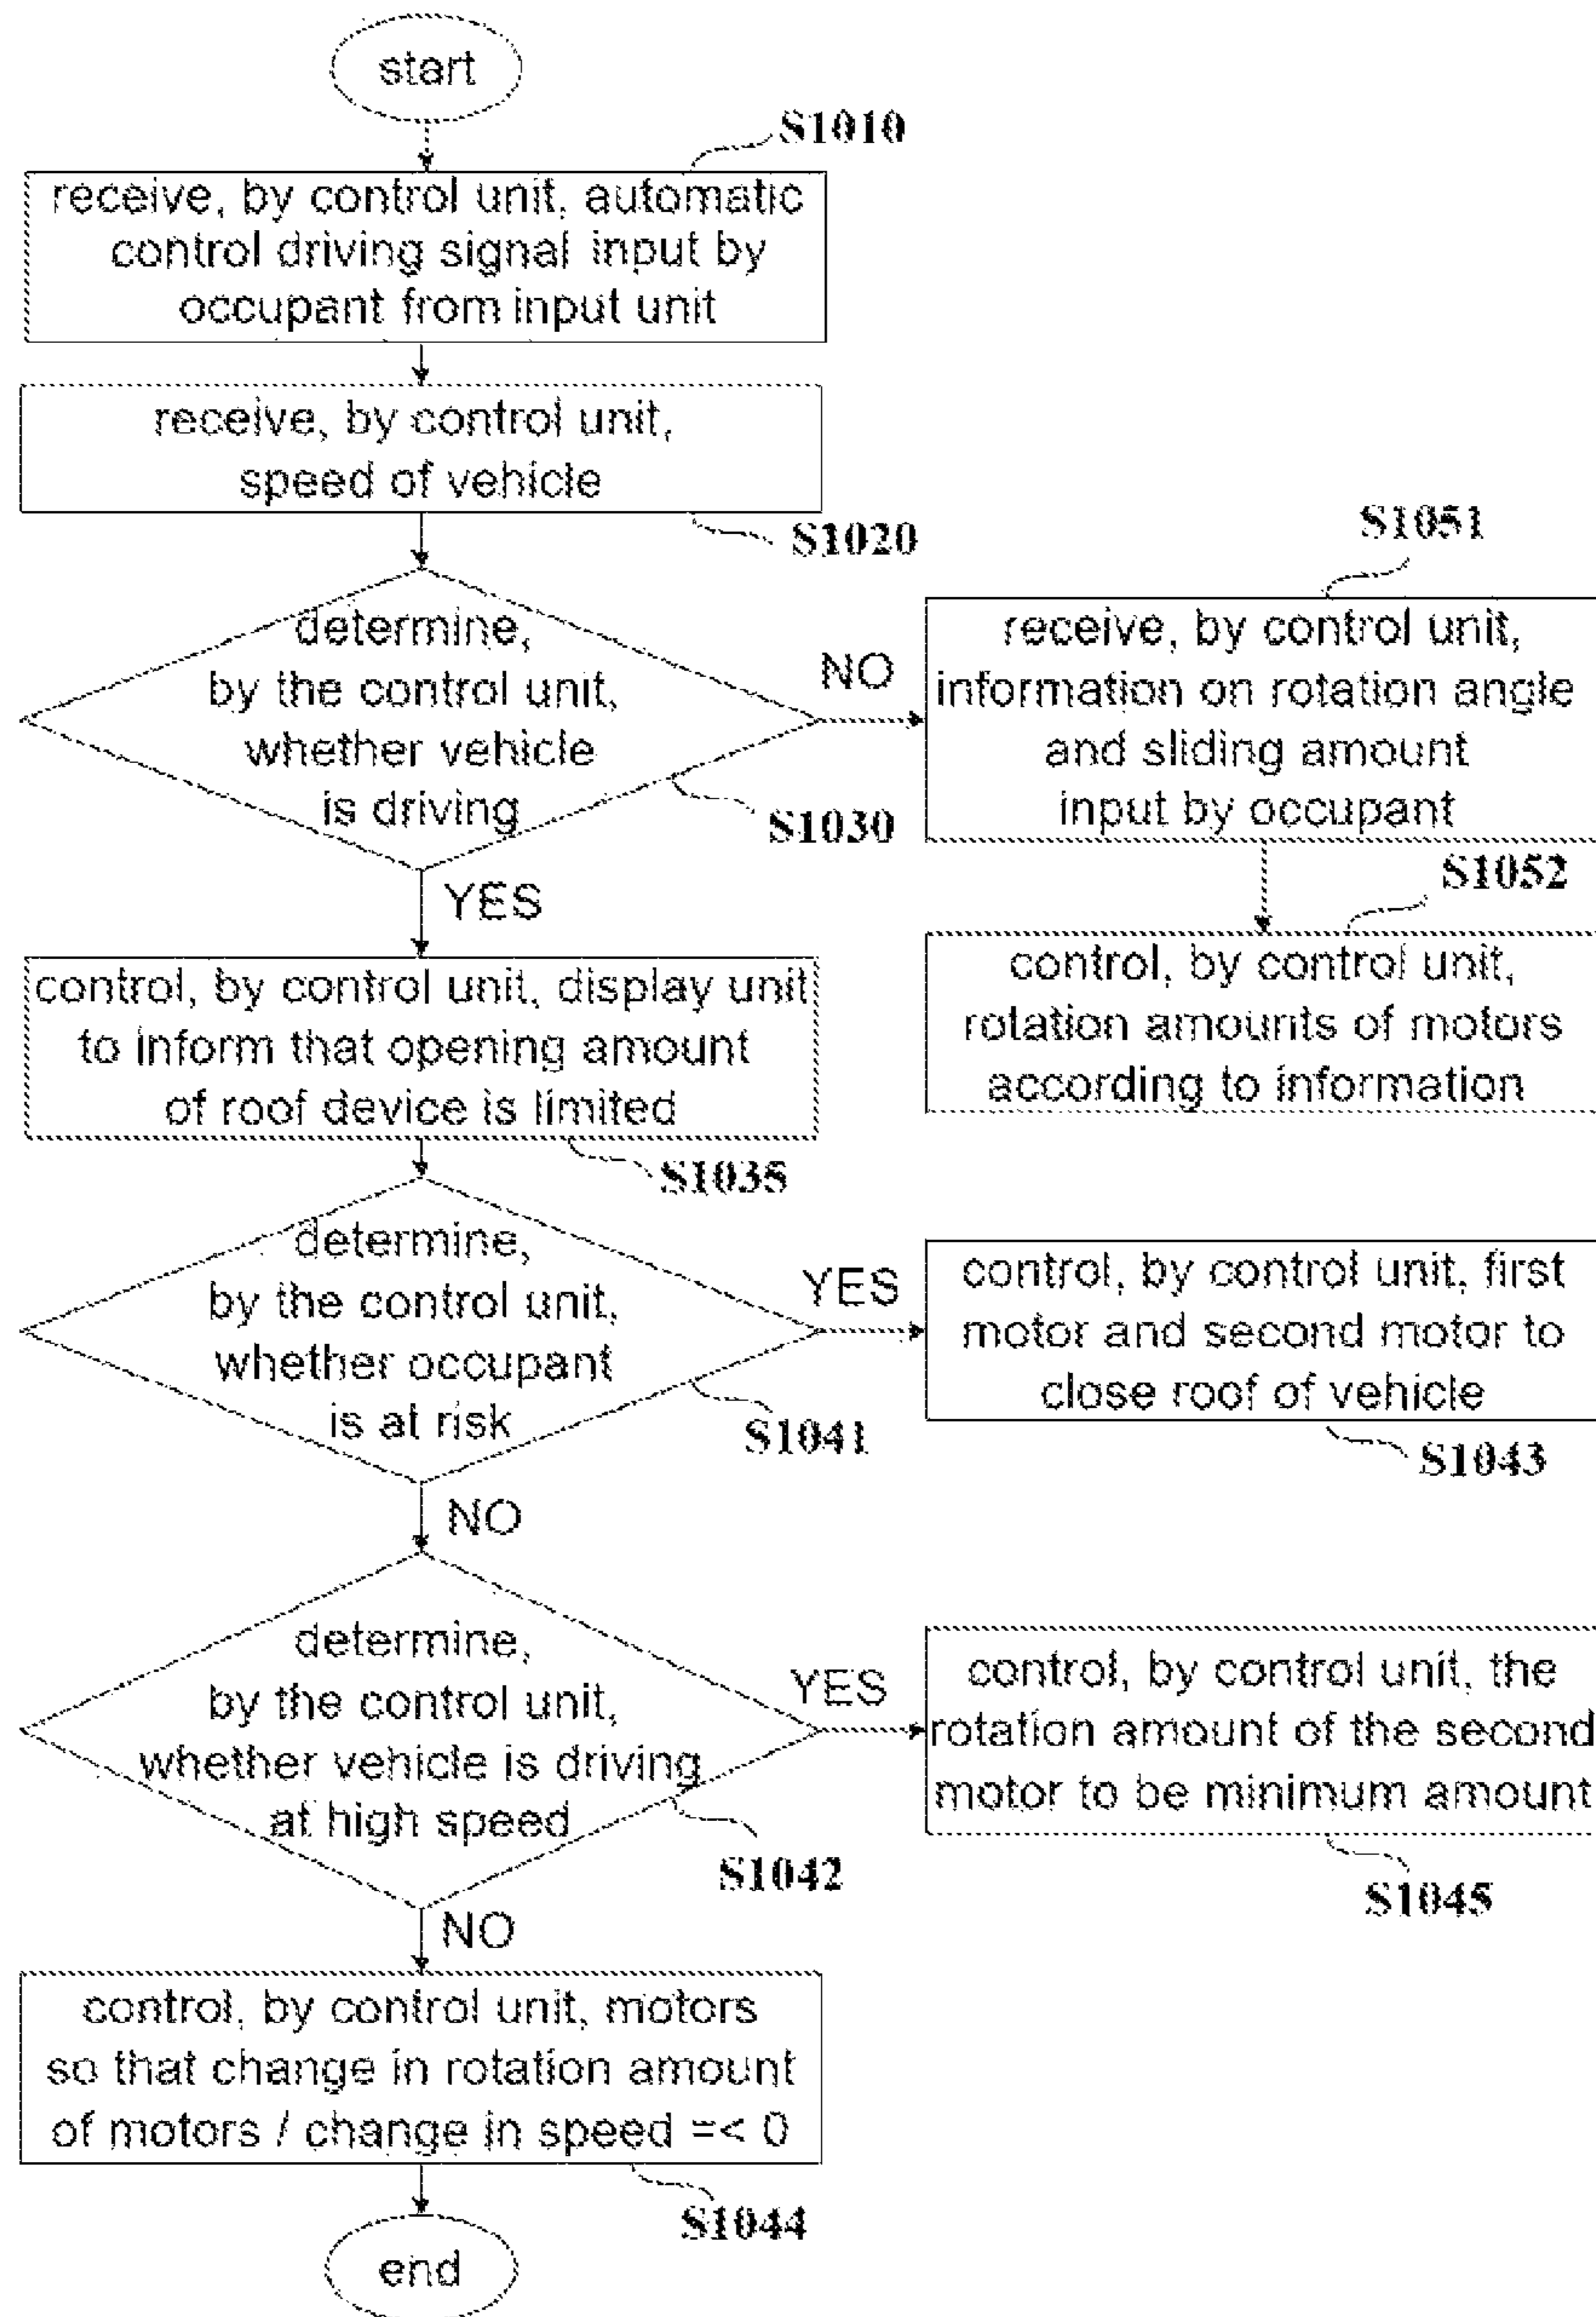 start
S1010
receive, by control unit, automatic
control driving signal input by
occupant from input unit
receive, by control unit,
speed of vehicle
S1020
determine,
by the control unit,
whether vehicle
is driving
S1030
NO
S1051
receive, by control unit,
information on rotation angle
and sliding amount
input by occupant
S1052
control, by control unit,
rotation amounts of motors
according to information
YES
control, by control unit, display unit
to inform that opening amount
of roof device is limited
S1035
determine,
by the control unit,
whether occupant
is at risk
S1041
YES
control, by control unit, first
motor and second motor to
close roof of vehicle
S1043
NO
determine,
by the control unit,
whether vehicle is driving
at high speed
S1042
YES
control, by control unit, the
rotation amount of the second
motor to be minimum amount
S1045
NO
control, by control unit, motors
so that change in rotation amount
of motors / change in speed =< 0
S1044
end